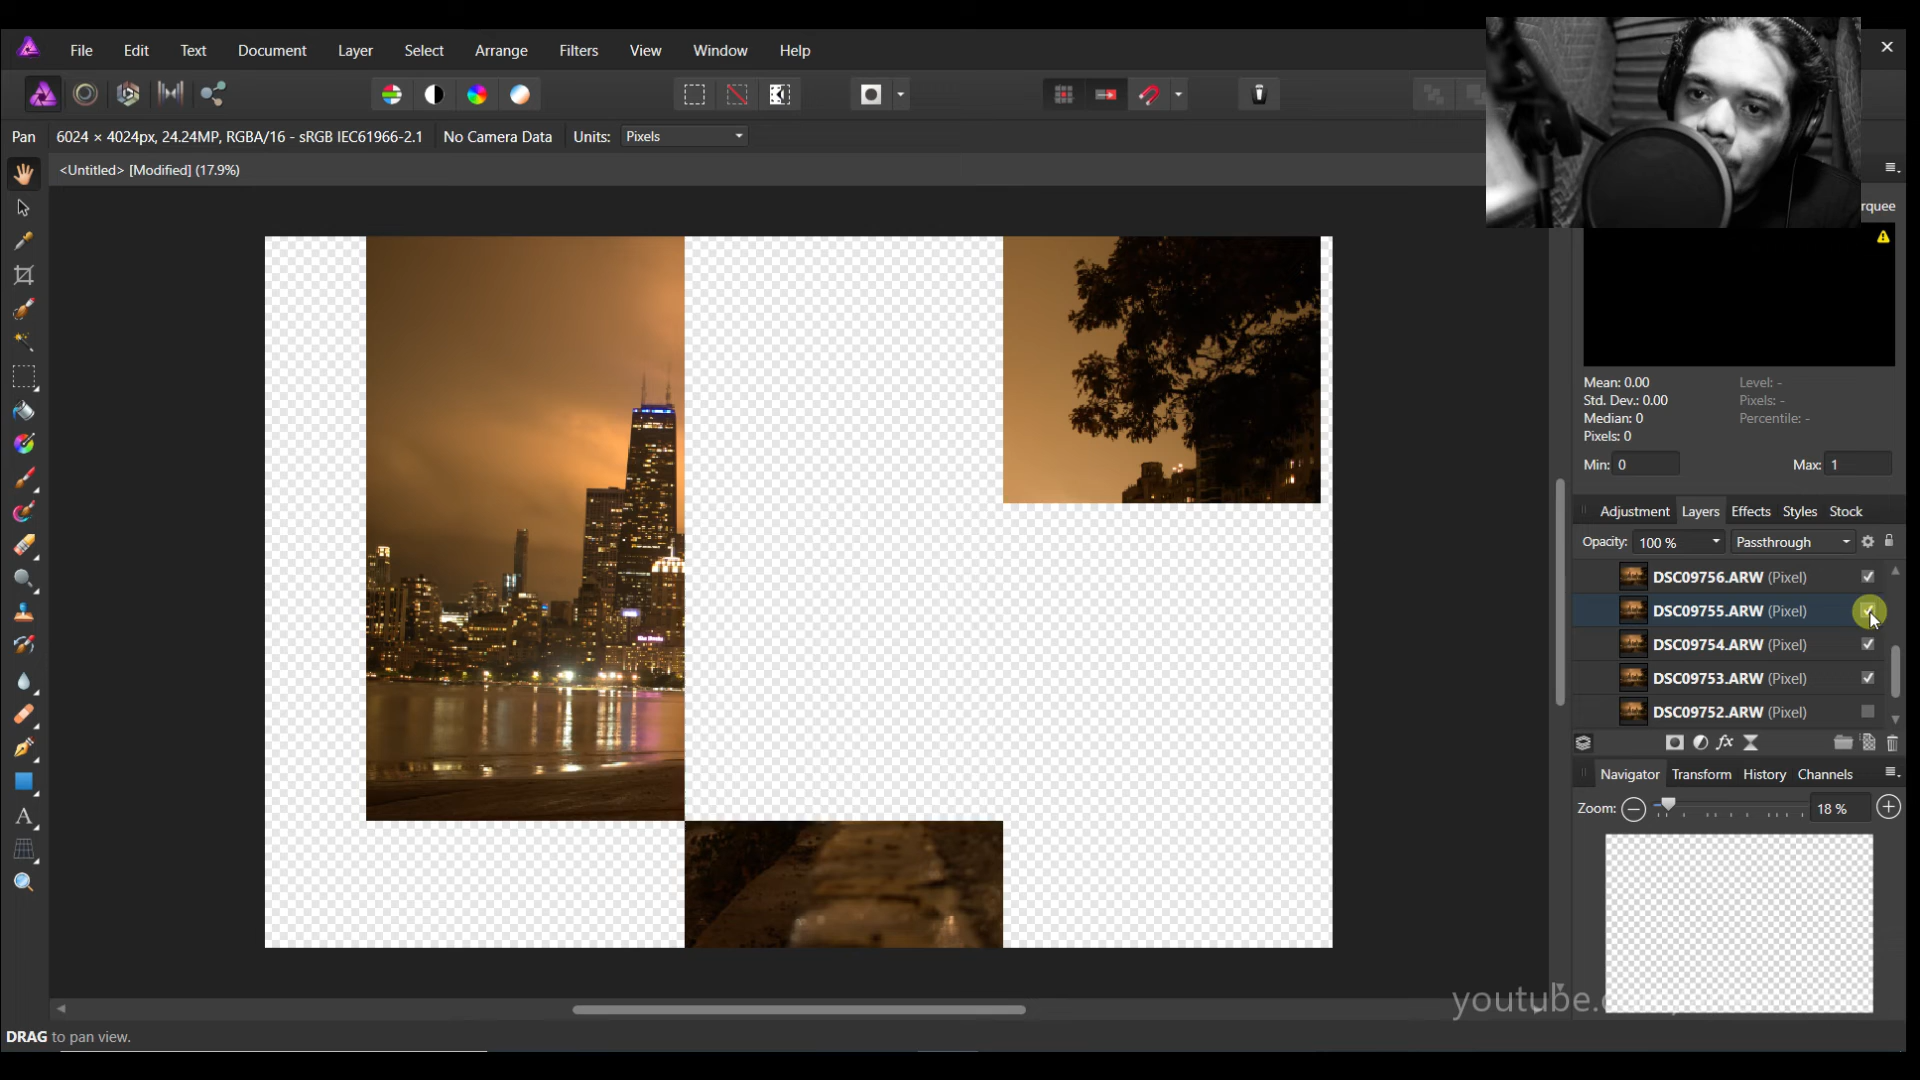 File Edit Text Document Layer Select Arrange Filters View Window Help
Pan 6024 × 4024px, 24.24MP, RGBA/16 - sRGB IEC61966-2.1 No Camera Data Units: Pixels
<Untitled> [Modified] (17.9%)
Mean: 0.00 Level: -
Std. Dev.: 0.00 Pixels: -
Median: 0 Percentile: -
Pixels: 0
Min: 0 Max: 1
Adjustment Layers Effects Styles Stock
Opacity: 100 % Passthrough
DSC09756.ARW (Pixel)
DSC09755.ARW (Pixel)
DSC09754.ARW (Pixel)
DSC09753.ARW (Pixel)
DSC09752.ARW (Pixel)
fx
Navigator Transform History Channels
Zoom: 18 %
A
youtube.
DRAG to pan view.